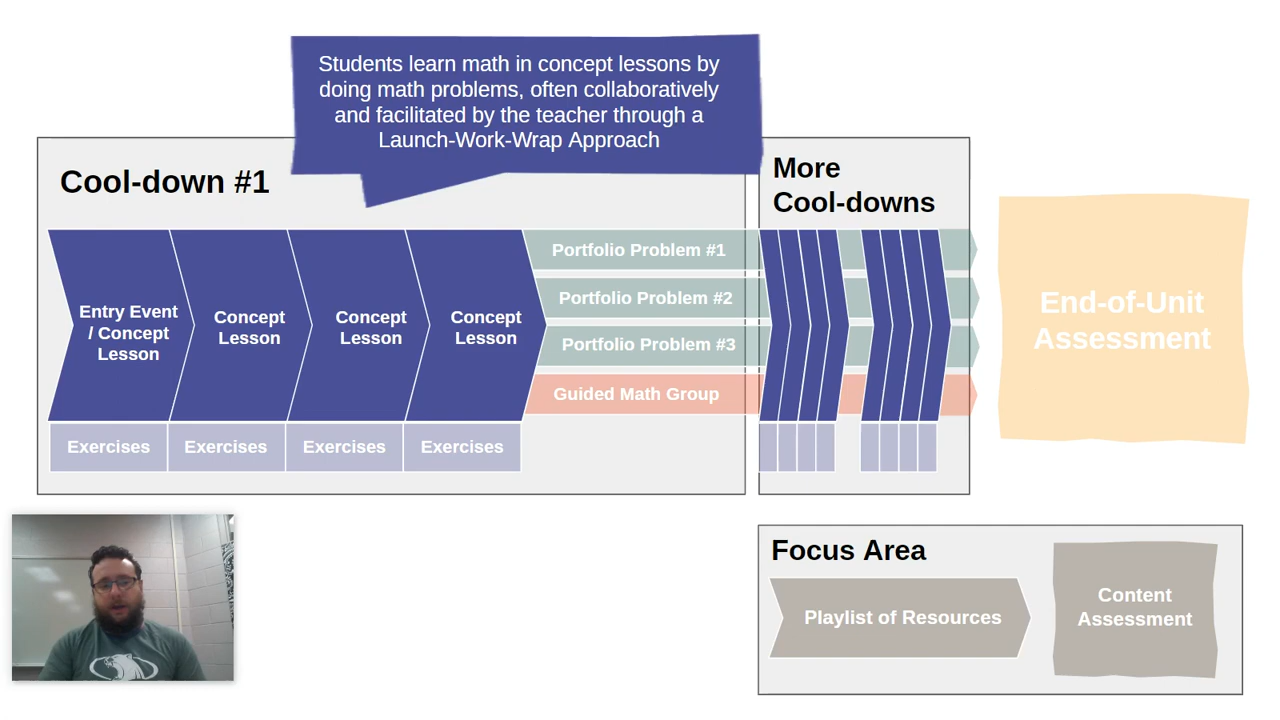 Students learn math in concept lessons by
doing math problems, often collaboratively
and facilitated by the teacher through a
Launch-Work-Wrap Approach
Cool-down #1
More
Cool-downs
Entry Event
/ Concept
Lesson
Concept
Lesson
Concept
Lesson
Concept
Lesson
Portfolio Problem #1
Portfolio Problem #2
Portfolio Problem #3
Guided Math Group
Exercises
Exercises
Exercises
Exercises
End-of-Unit
Assessment
Focus Area
Playlist of Resources
Content
Assessment